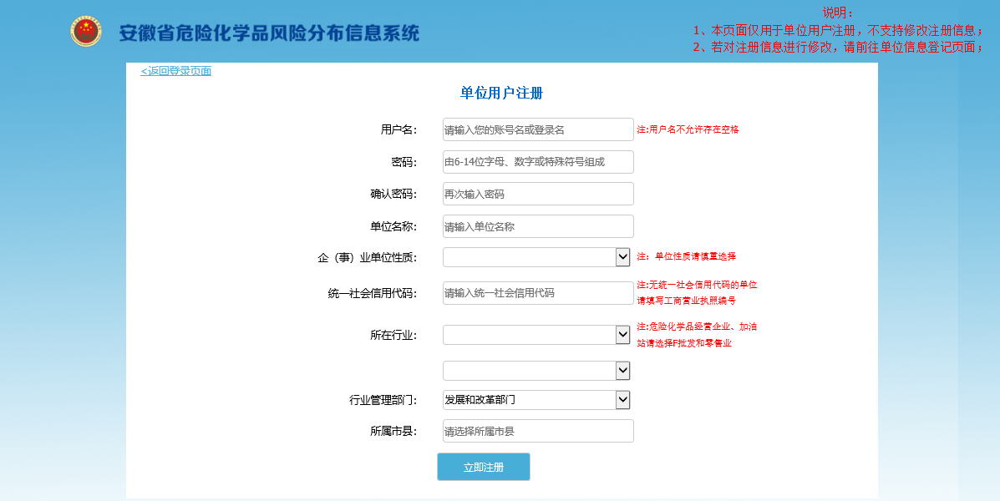 安徽省危险化学品风险分布信息系统
说明：
1、本页面仅用于单位用户注册，不支持修改注册信息；
2、若对注册信息进行修改，请前往单位信息登记页面；
<返回登录页面
单位用户注册
用户名： 请输入您的账号名或登录名 注;用户名不允许存在空格
密码： 由6-14位字母、数字或特殊符号组成
确认密码： 再次输入密码
单位名称： 请输入单位名称
企（事）业单位性质： 注：单位性质请慎重选择
统一社会信用代码： 请输入统一社会信用代码 注;无统一社会信用代码的单位
请填写工商营业执照编号
所在行业： 注;危险化学品经营企业、加油
站请选择F批发和零售业
行业管理部门： 发展和改革部门
所属市县： 请选择所属市县
立即注册